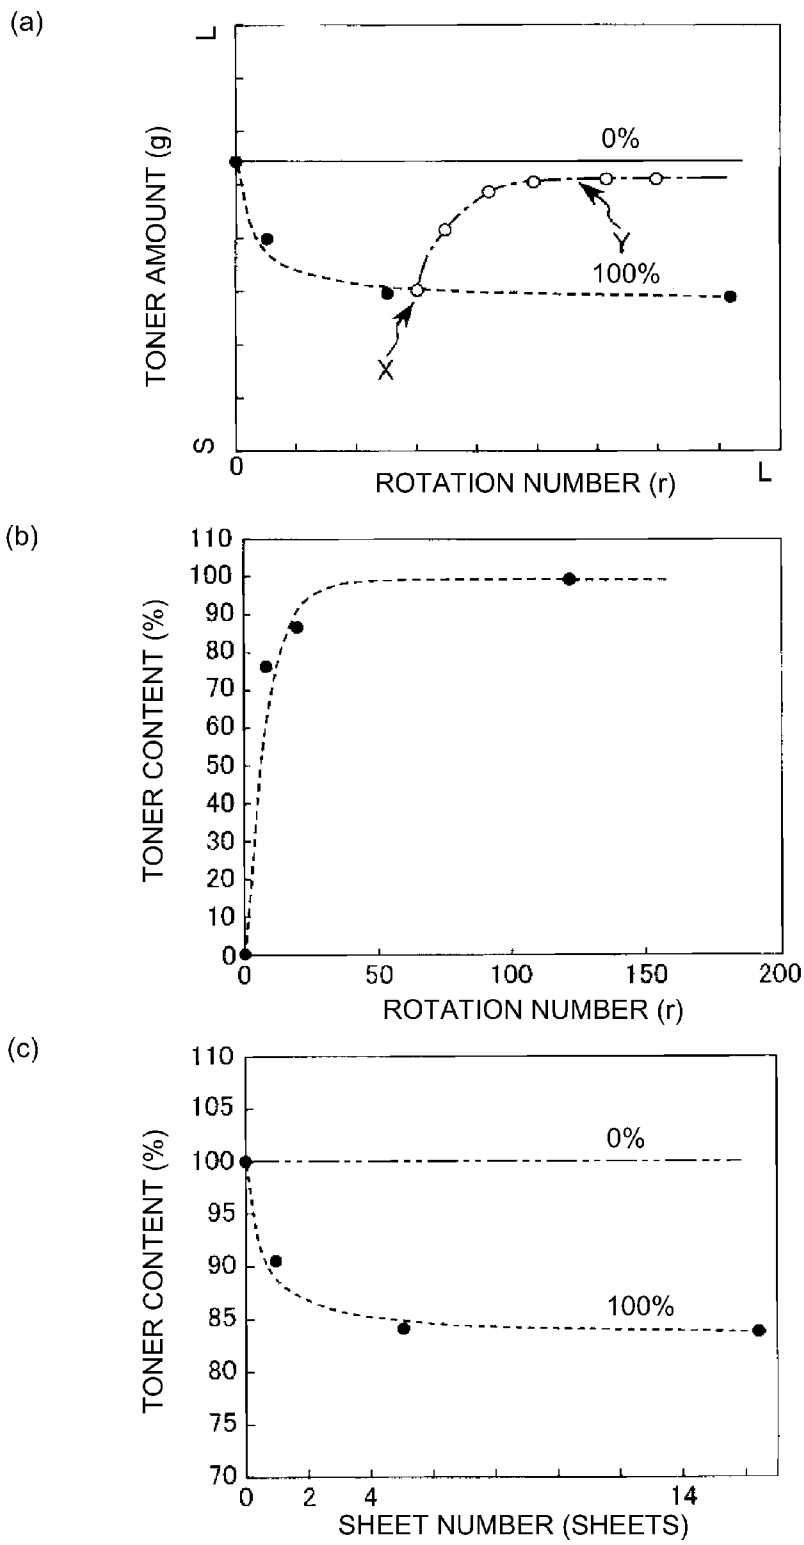 (a)
L
TONER AMOUNT (g)
0%
Y
100%
X
S
0
L
ROTATION NUMBER (r)
(b)
110
100
90
80
70
60
50
40
30
20
10
0
TONER CONTENT (%)
0 50 100 150 200
ROTATION NUMBER (r)
(c)
110
105
100
95
90
85
80
75
70
TONER CONTENT (%)
0%
100%
0 2 4 14
SHEET NUMBER (SHEETS)